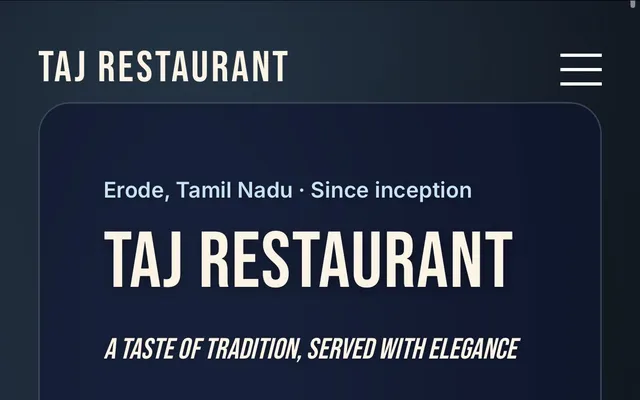 TAJ RESTAURANT
Erode, Tamil Nadu · Since inception
TAJ RESTAURANT
A TASTE OF TRADITION, SERVED WITH ELEGANCE